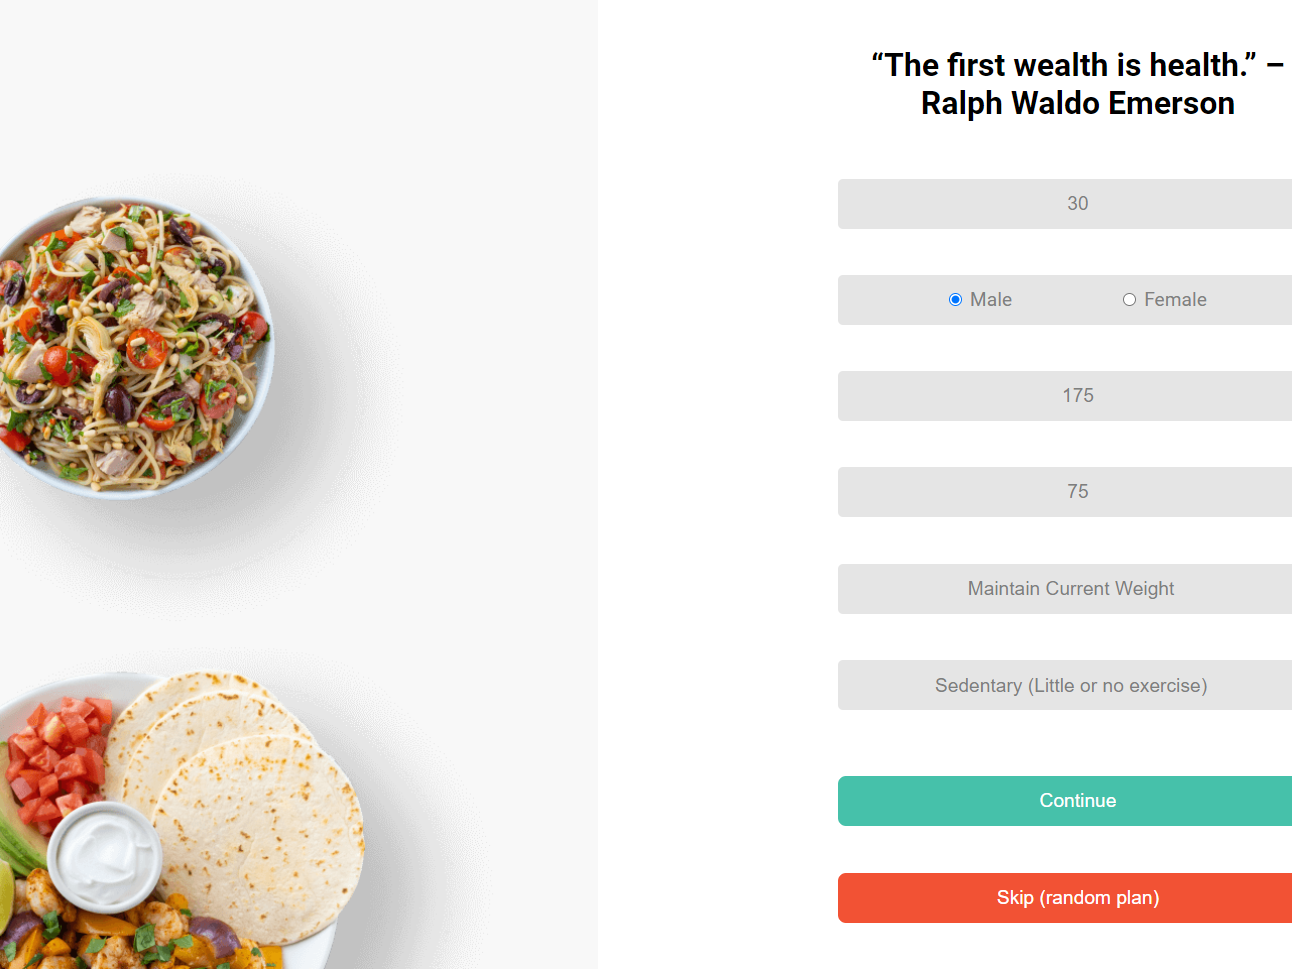 “The first wealth is health.” –
Ralph Waldo Emerson
30
Male Female
175
75
Maintain Current Weight
Sedentary (Little or no exercise)
Continue
Skip (random plan)